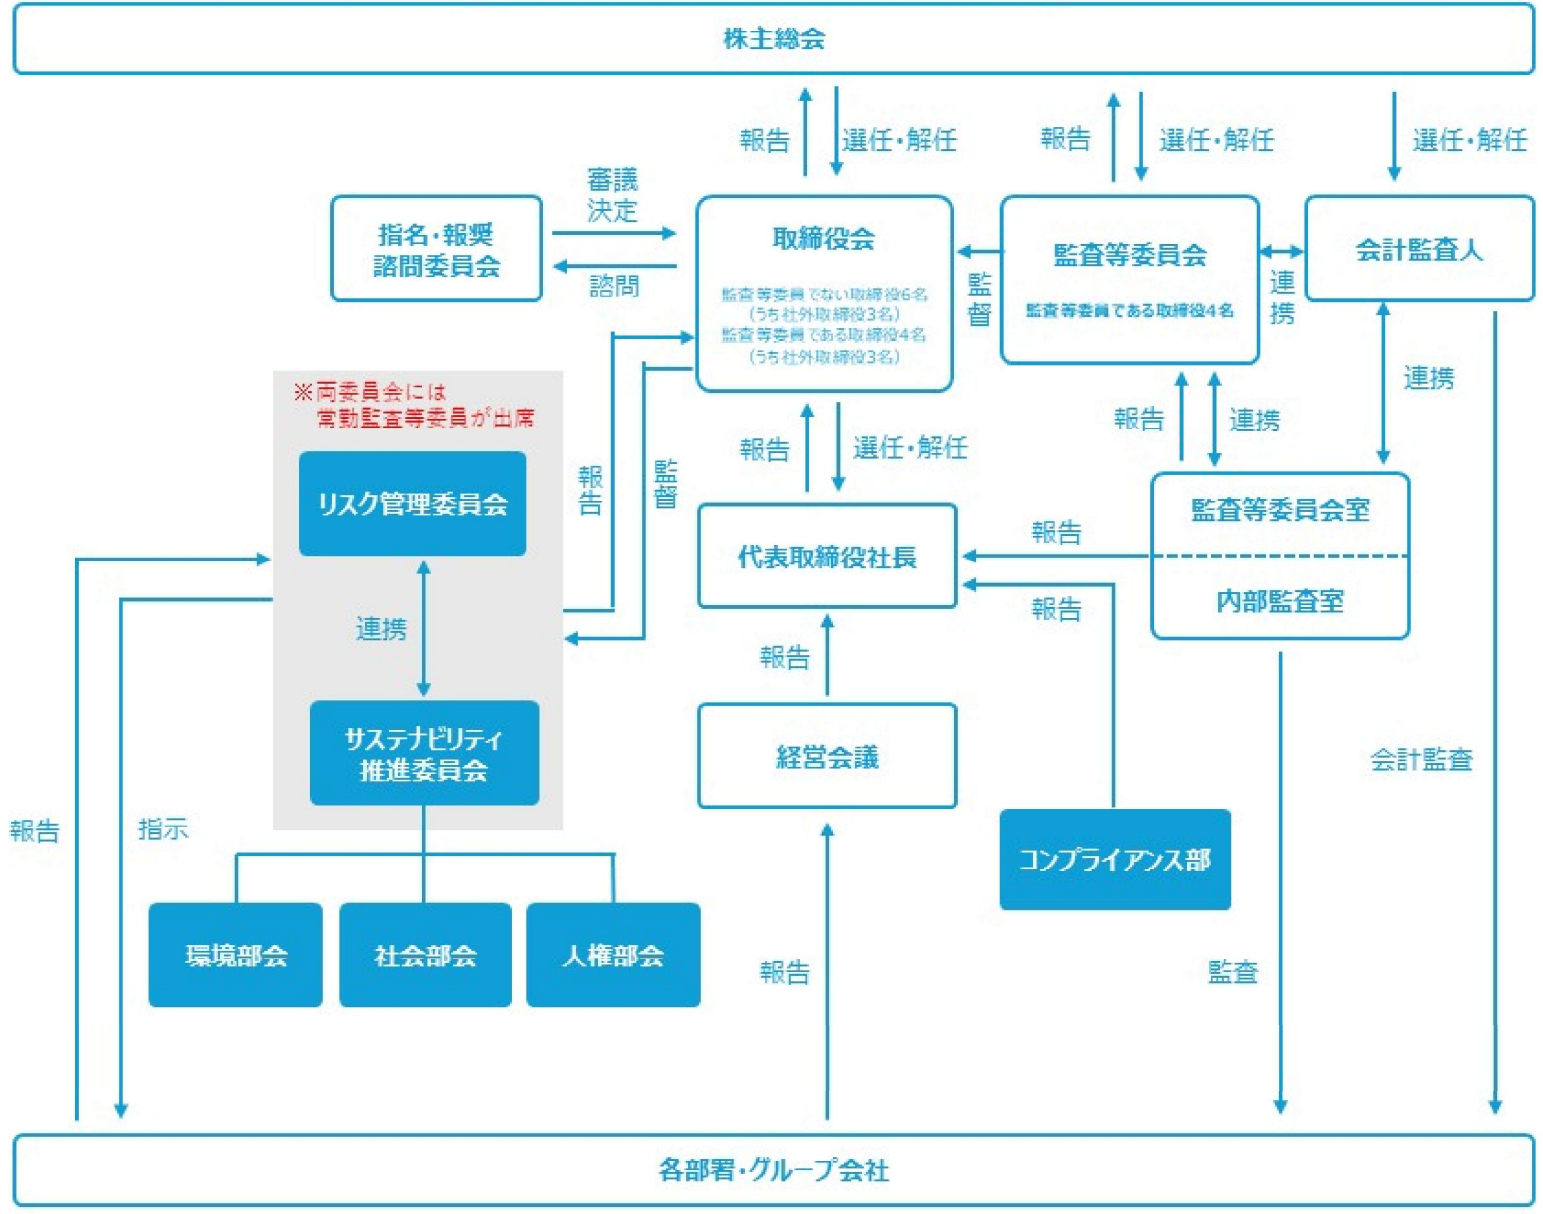 株主総会
報告
選任・解任
報告
選任・解任
選任・解任
審議
決定
諮問
指名・報奨
諮問委員会
取締役会
監査等委員でない取締役6名
(うち社外取締役3名)
監査等委員である取締役4名
(うち社外取締役3名)
監督
監査等委員会
監査等委員である取締役4名
連携
会計監査人
※両委員会には
常勤監査等委員が出席
報告
監督
報告
選任・解任
報告
連携
連携
リスク管理委員会
連携
サステナビリティ
推進委員会
代表取締役社長
報告
報告
監査等委員会室
内部監査室
報告
経営会議
コンプライアンス部
会計監査
報告
指示
環境部会
社会部会
人権部会
報告
監査
各部署・グループ会社